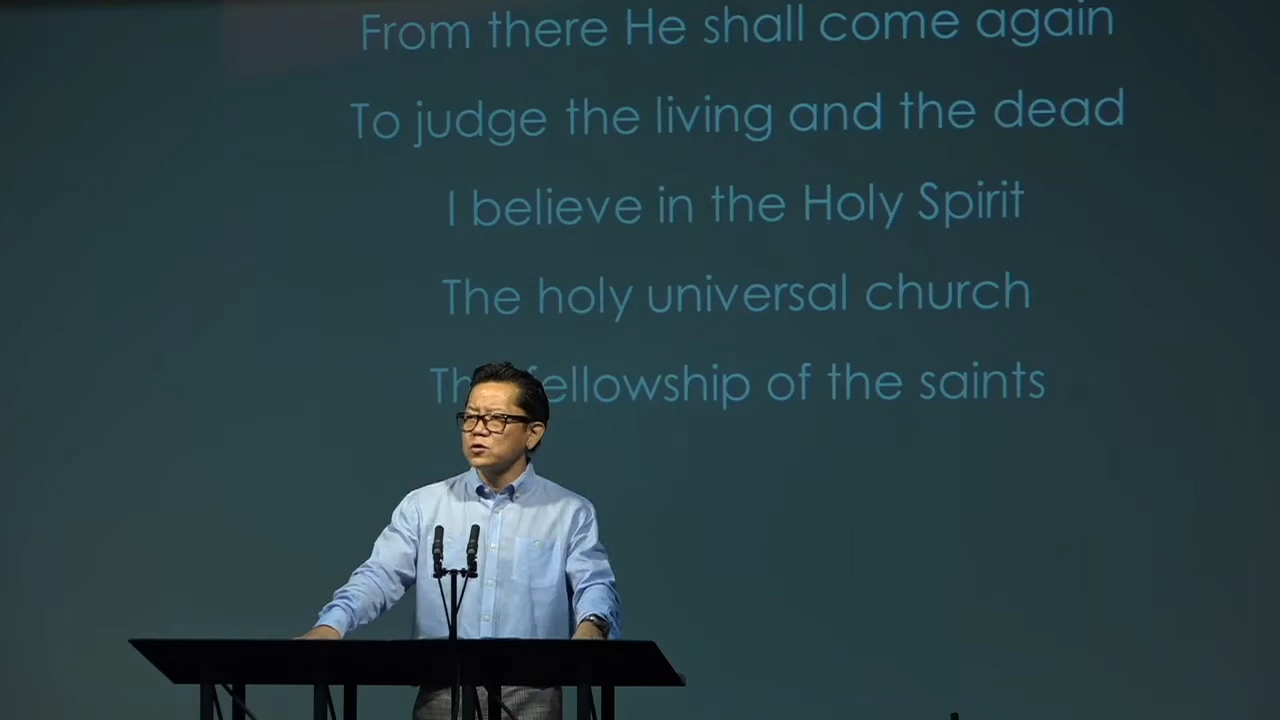 From there He shall come again
To judge the living and the dead
I believe in the Holy Spirit
The holy universal church
fellowship of the saints